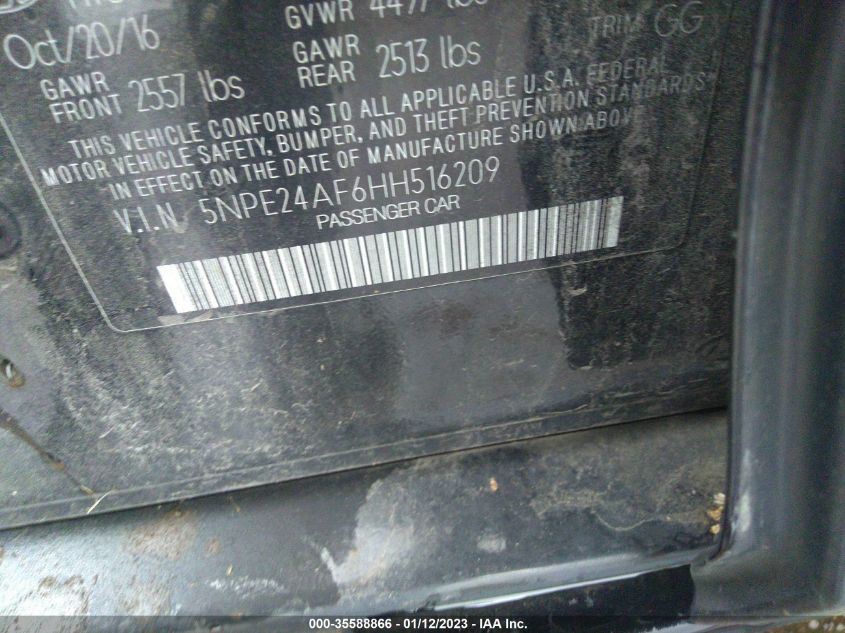 Oct/20/16
GVWR 4497 lbs
TRIM GG
GAWR FRONT 2557 lbs
GAWR REAR 2513 lbs
THIS VEHICLE CONFORMS TO ALL APPLICABLE U.S.A. FEDERAL
MOTOR VEHICLE SAFETY, BUMPER, AND THEFT PREVENTION STANDARDS
IN EFFECT ON THE DATE OF MANUFACTURE SHOWN ABOVE
V.I.N. 5NPE24AF6HH516209
PASSENGER CAR
000-35588866 - 01/12/2023 - IAA Inc.